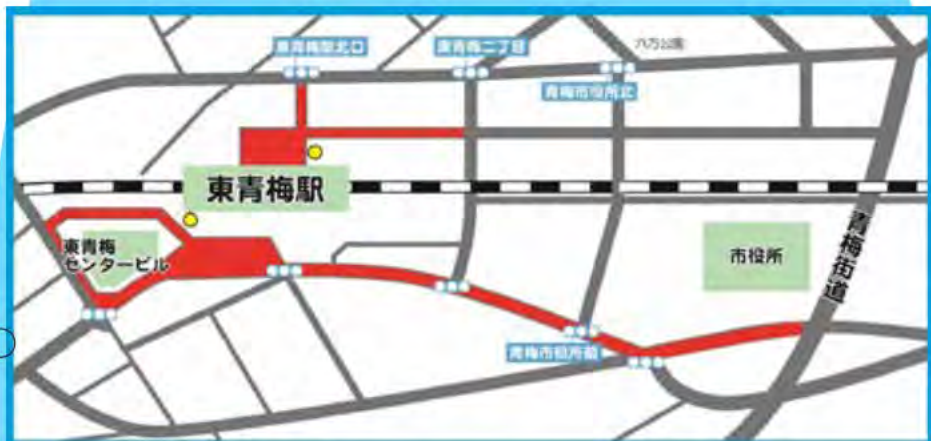 東青梅駅北口
東青梅二丁目
六万公園
青梅市役所北
東青梅駅
青梅街道
東青梅
センタービル
市役所
青梅市役所前